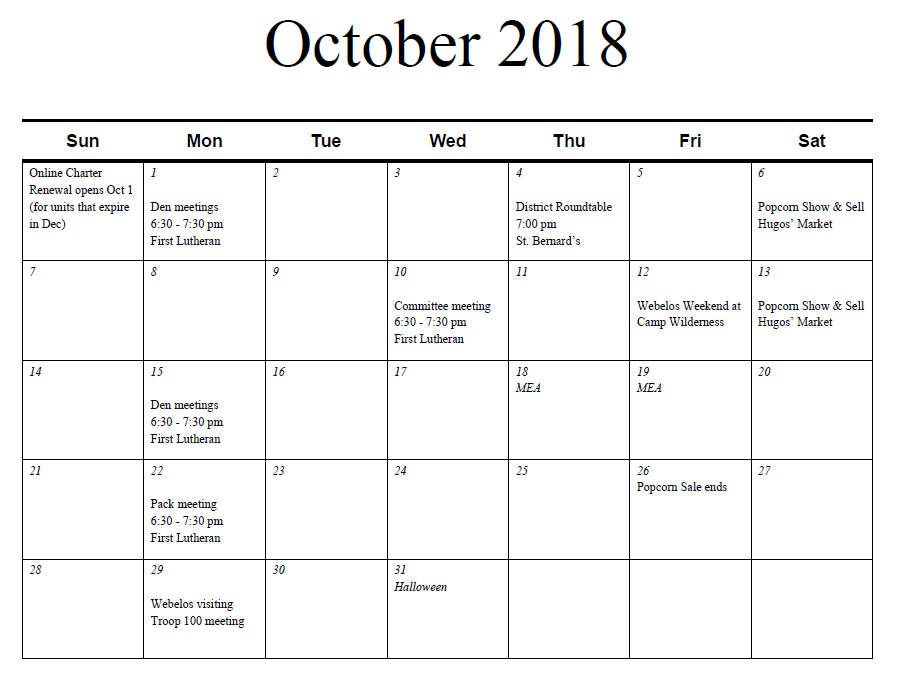 October 2018
Sun Mon Tue Wed Thu Fri Sat
Online Charter
Renewal opens Oct 1
(for units that expire
in Dec)
1
Den meetings
6:30 - 7:30 pm
First Lutheran
2
3
4
District Roundtable
7:00 pm
St. Bernard's
5
6
Popcorn Show & Sell
Hugos' Market
7
8
9
10
Committee meeting
6:30 - 7:30 pm
First Lutheran
11
12
Webelos Weekend at
Camp Wilderness
13
Popcorn Show & Sell
Hugos' Market
14
15
Den meetings
6:30 - 7:30 pm
First Lutheran
16
17
18
MEA
19
MEA
20
21
22
Pack meeting
6:30 - 7:30 pm
First Lutheran
23
24
25
26
Popcorn Sale ends
27
28
29
Webelos visiting
Troop 100 meeting
30
31
Halloween